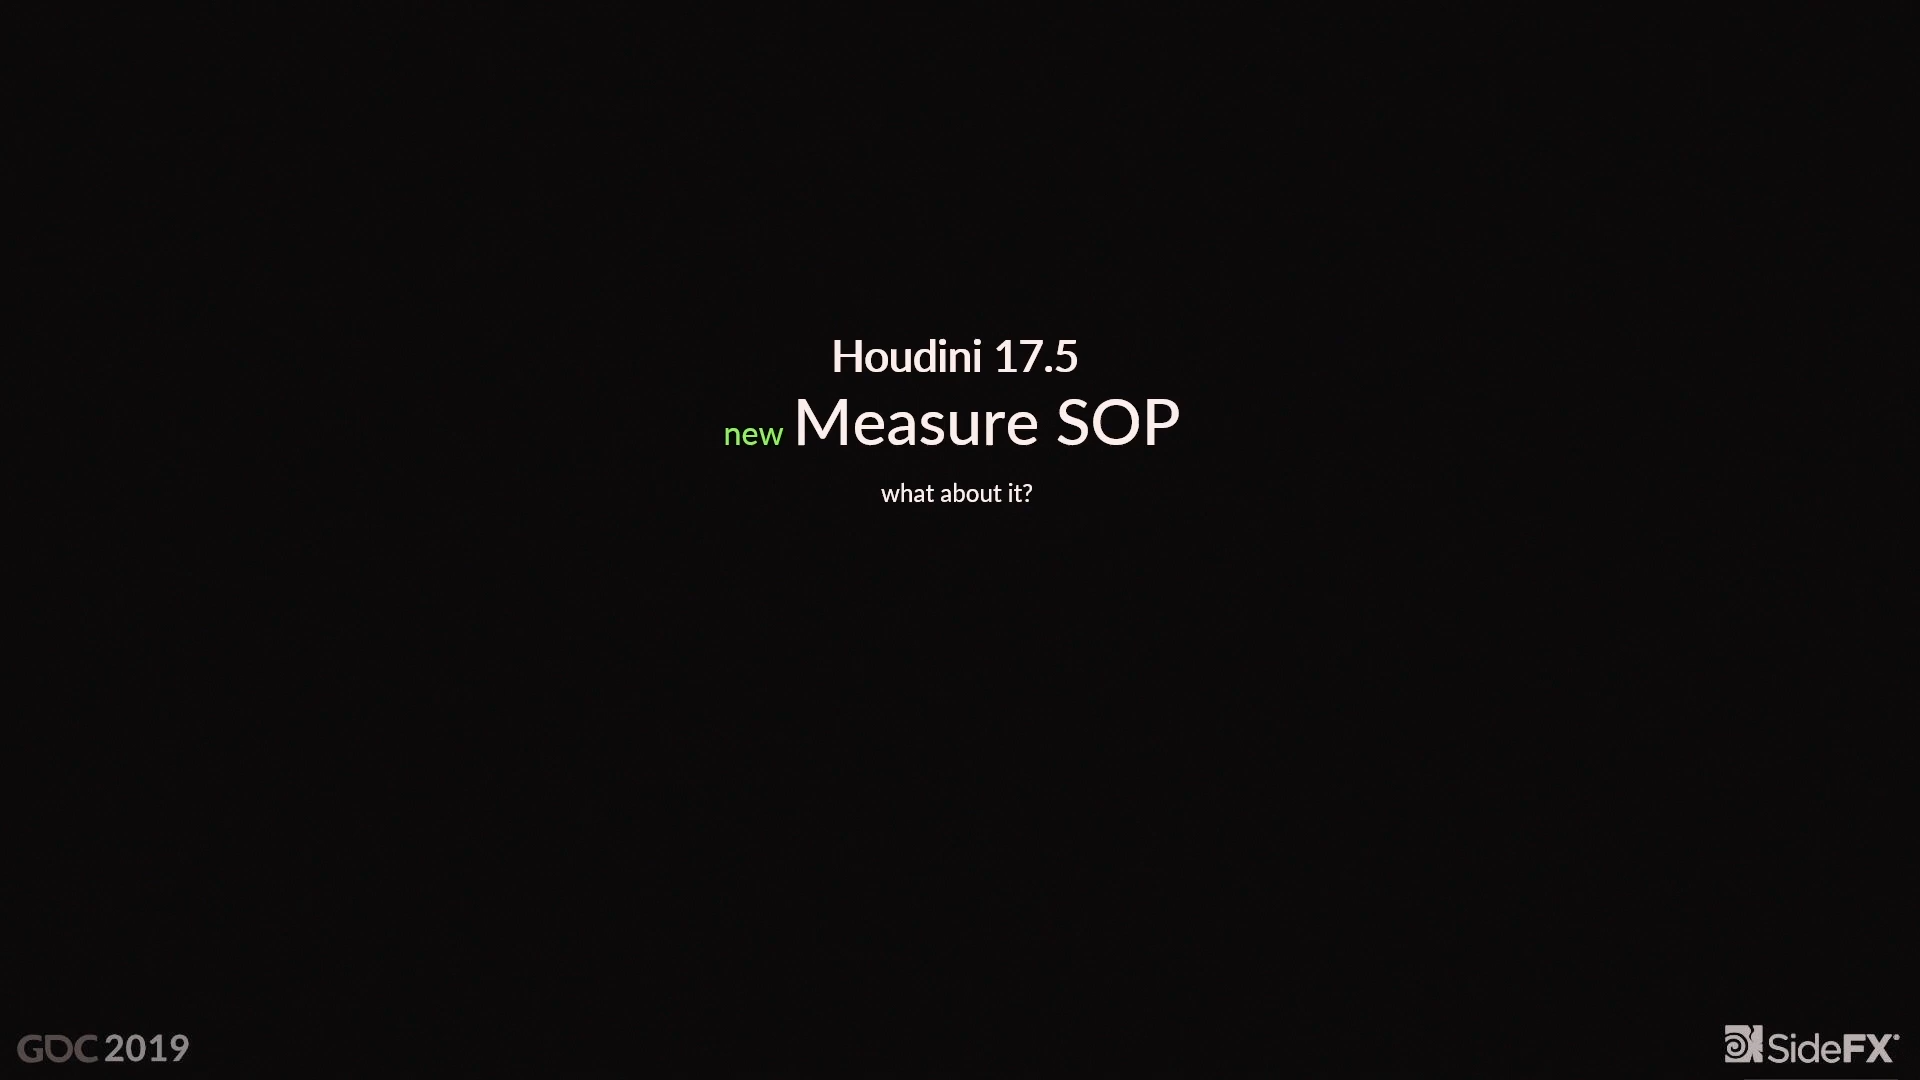 Houdini 17.5
new Measure SOP
what about it?
GDC 2019
SideFX